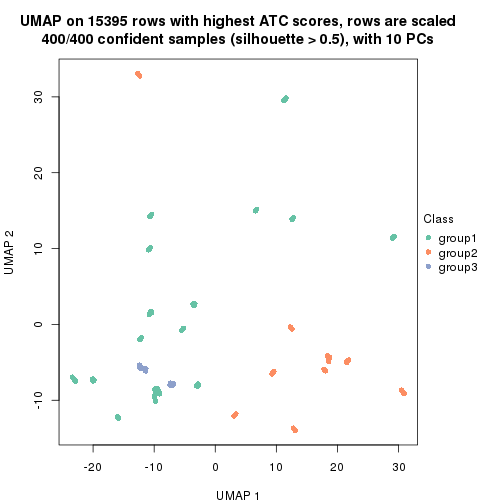 UMAP on 15395 rows with highest ATC scores, rows are scaled
400/400 confident samples (silhouette > 0.5), with 10 PCs
30
20
10
0
-10
UMAP 2
-20
-10
0
10
20
30
UMAP 1
Class
group1
group2
group3